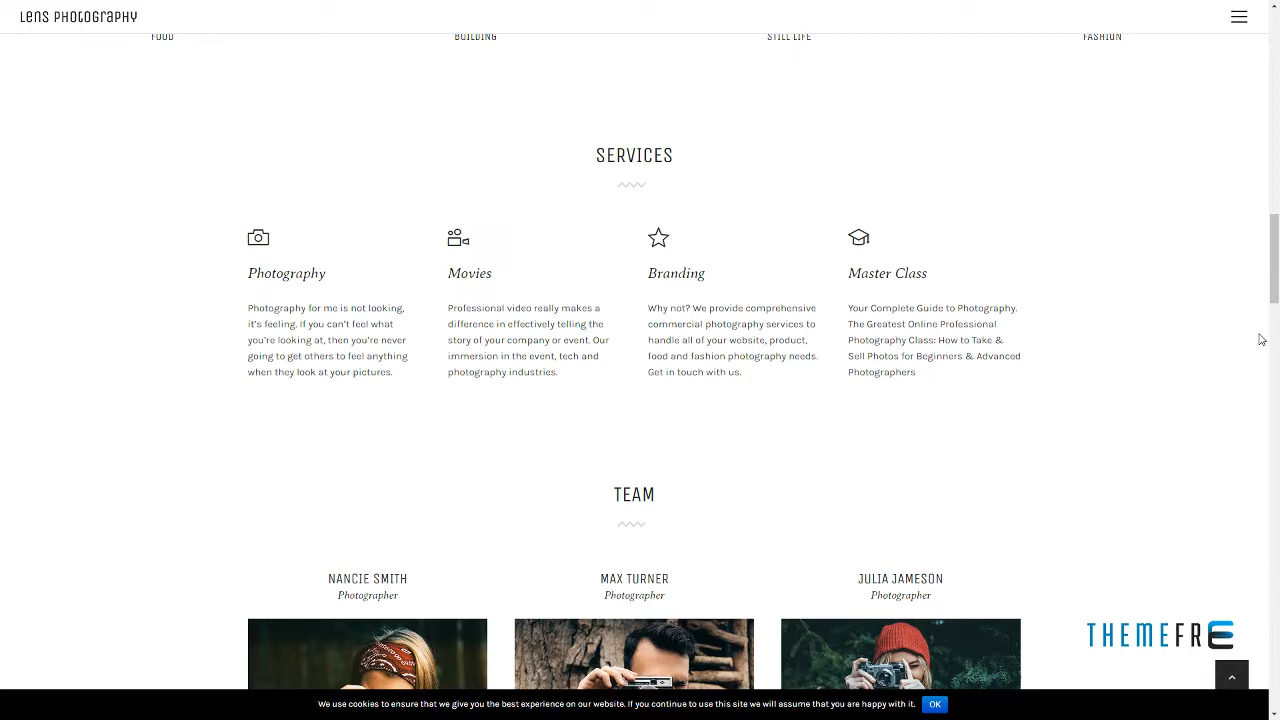 Lens Photography
FOOD
BUILDING
STILL LIFE
FASHION
SERVICES
Photography
Photography for me is not looking,
it's feeling. If you can't feel what
you're looking at, then you're never
going to get others to feel anything
when they look at your pictures.
Movies
Professional video really makes a
difference in effectively telling the
story of your company or event. Our
immersion in the event, tech and
photography industries.
Branding
Why not? We provide comprehensive
commercial photography services to
handle all of your website, product,
food and fashion photography needs.
Get in touch with us.
Master Class
Your Complete Guide to Photography.
The Greatest Online Professional
Photography Class: How to Take &
Sell Photos for Beginners & Advanced
Photographers
TEAM
NANCIE SMITH
Photographer
MAX TURNER
Photographer
JULIA JAMESON
Photographer
THEMEFRE
We use cookies to ensure that we give you the best experience on our website. If you continue to use this site we will assume that you are happy with it. OK